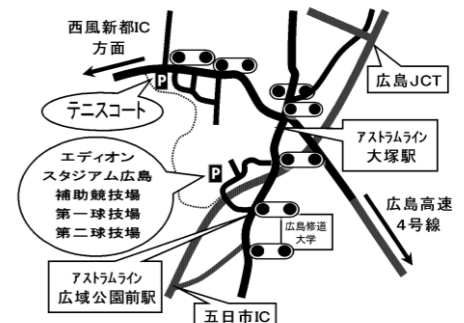 西風新都IC
方面
P
テニスコート
広島JCT
アストラムライン
大塚駅
エディオン
スタジアム広島
補助競技場
第一球技場
第二球技場
P
広島高速
4号線
広島修道
大学
アストラムライン
広域公園前駅
五日市IC